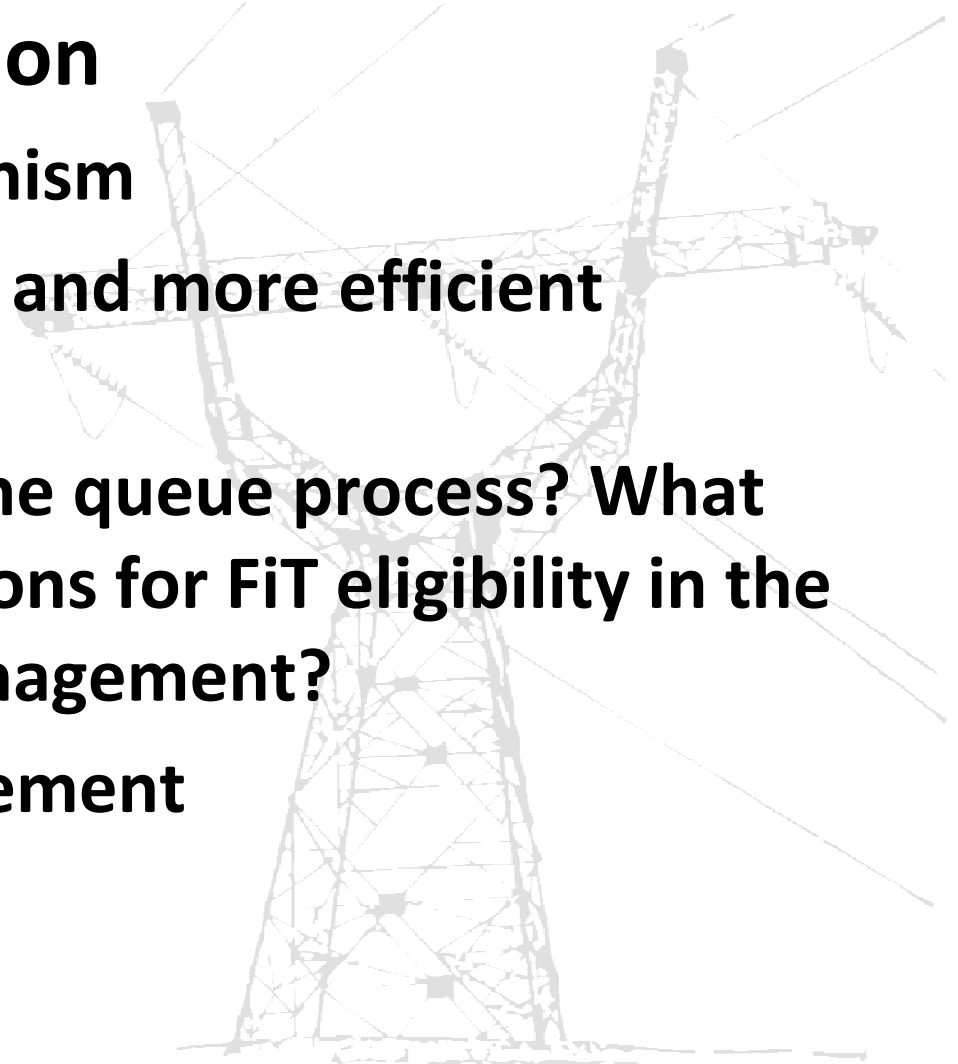 on
nism
and more efficient
he queue process? What
ons for FiT eligibility in the
nagement?
ement